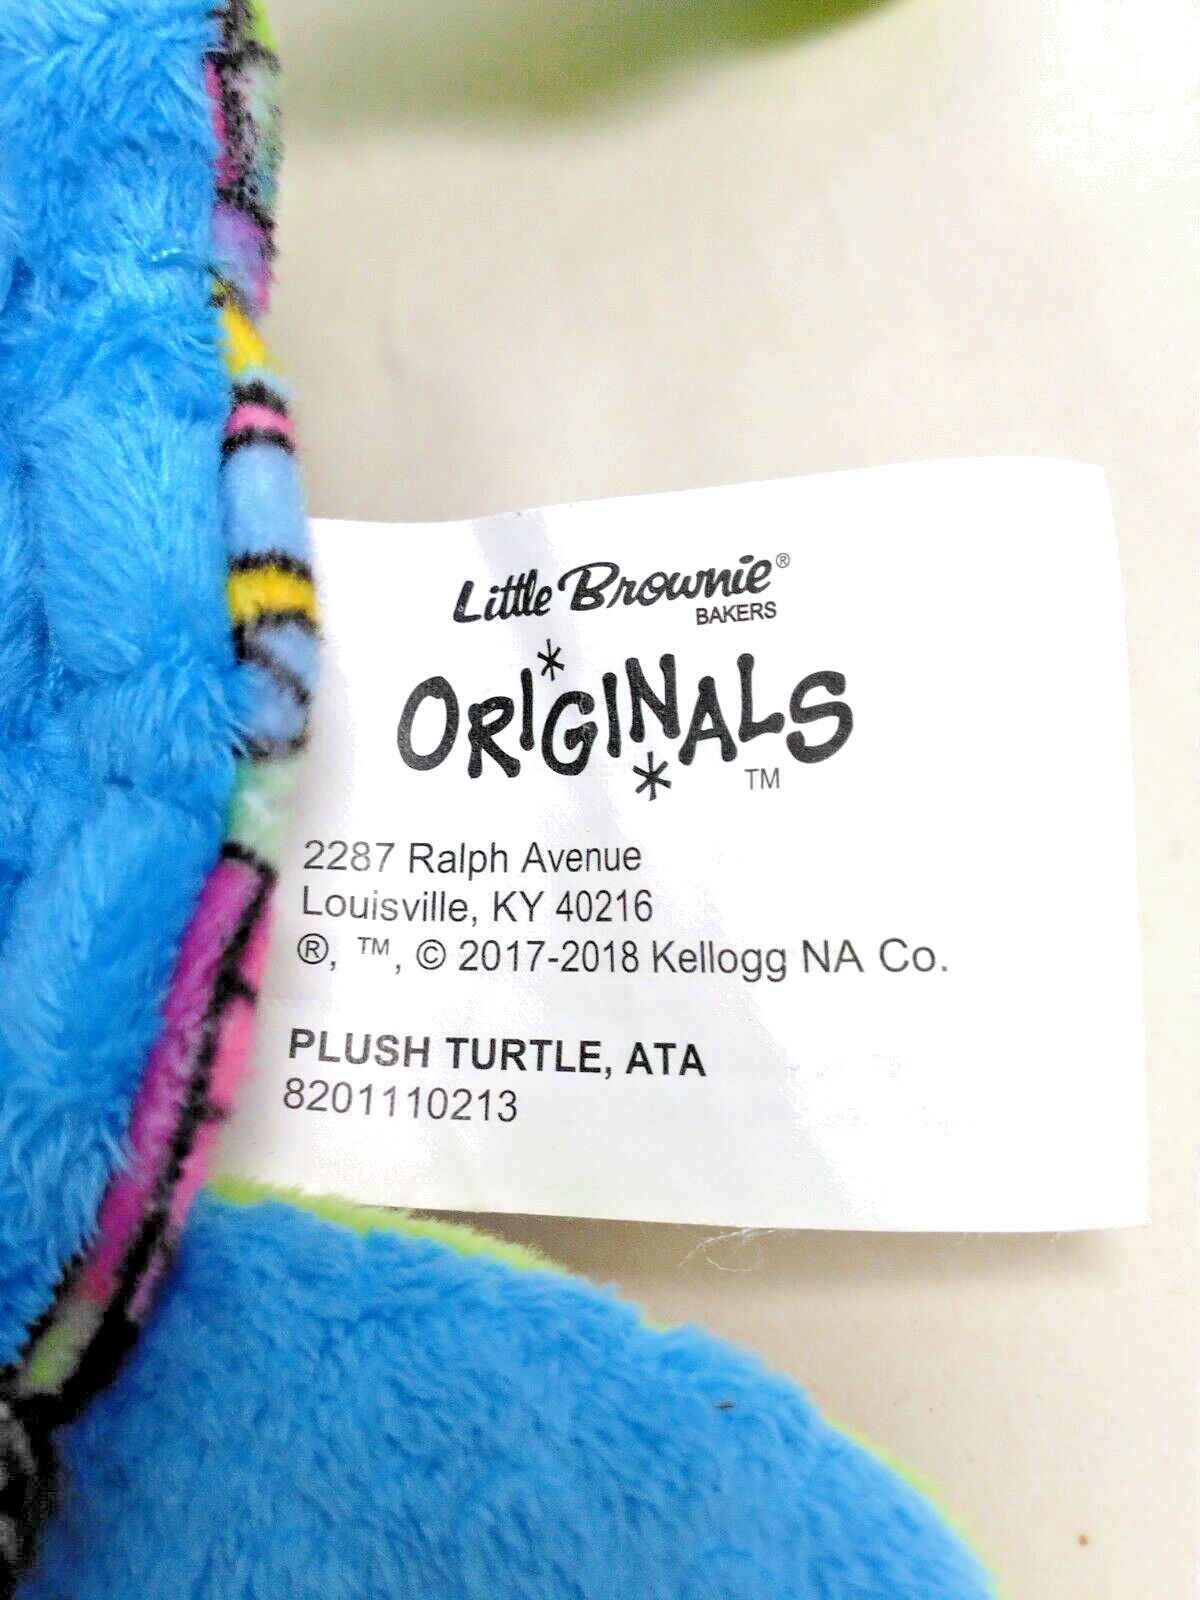 Little Brownie®
BAKERS
ORIGINALS
™
2287 Ralph Avenue
Louisville, KY 40216
®, ™, © 2017-2018 Kellogg NA Co.
PLUSH TURTLE, ATA
8201110213